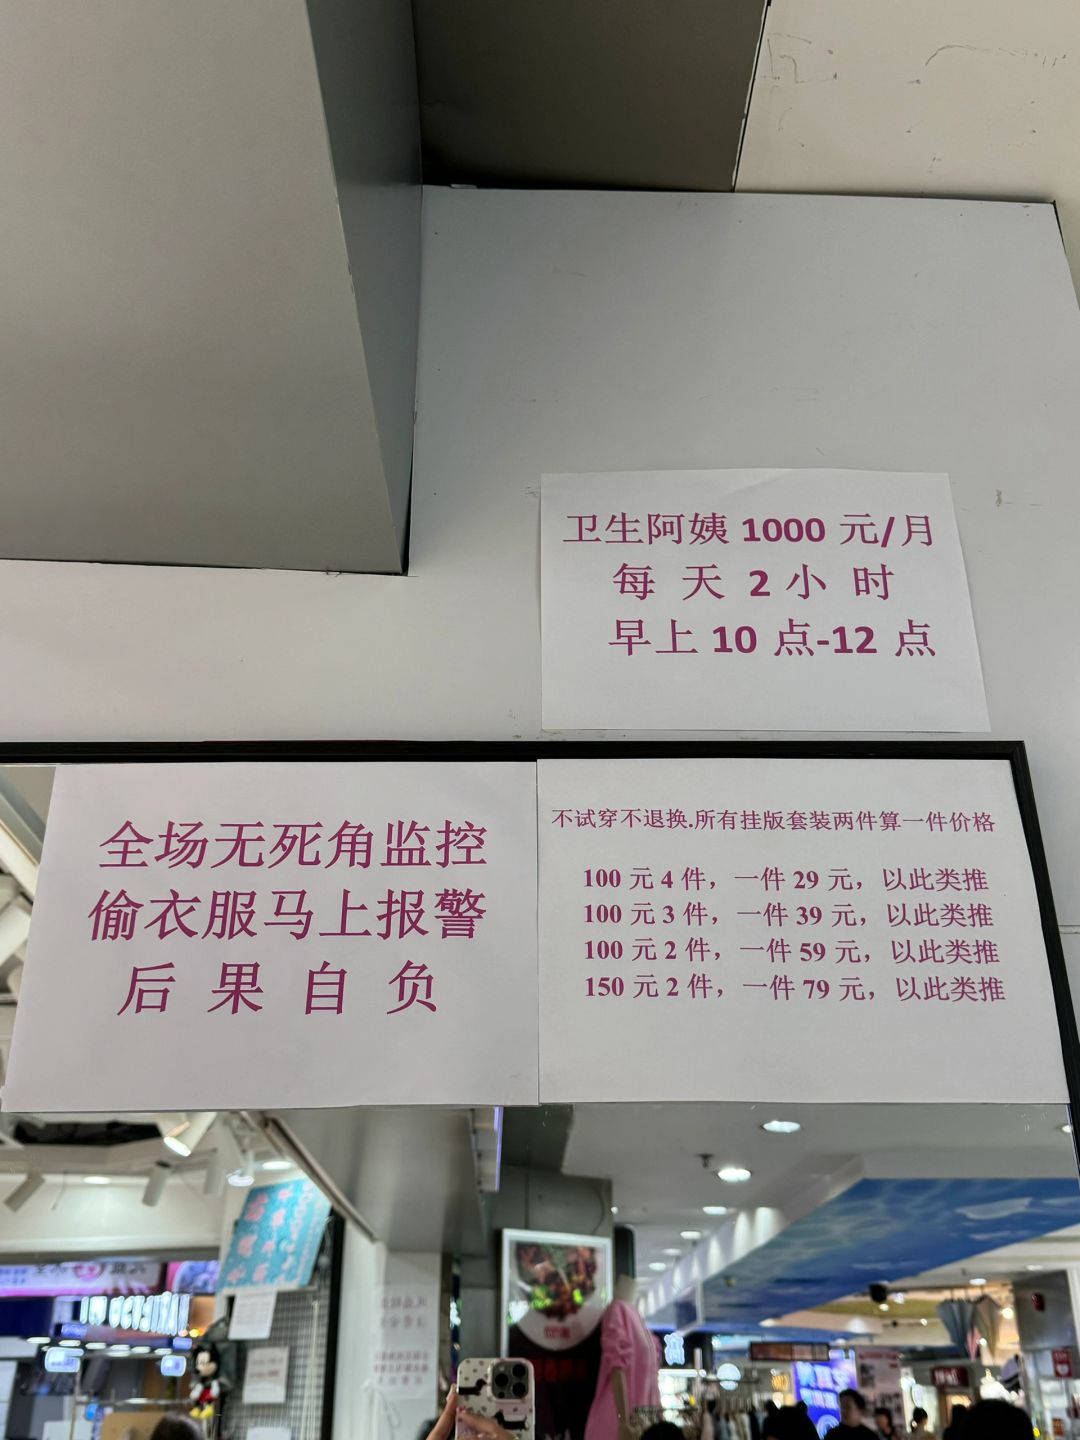 卫生阿姨 1000 元/月
每 天 2 小 时
早上 10 点-12 点
全场无死角监控
偷衣服马上报警
后 果 自 负
不试穿不退换.所有挂版套装两件算一件价格
100 元 4 件，一件 29 元，以此类推
100 元 3 件，一件 39 元，以此类推
100 元 2 件，一件 59 元，以此类推
150 元 2 件，一件 79 元，以此类推